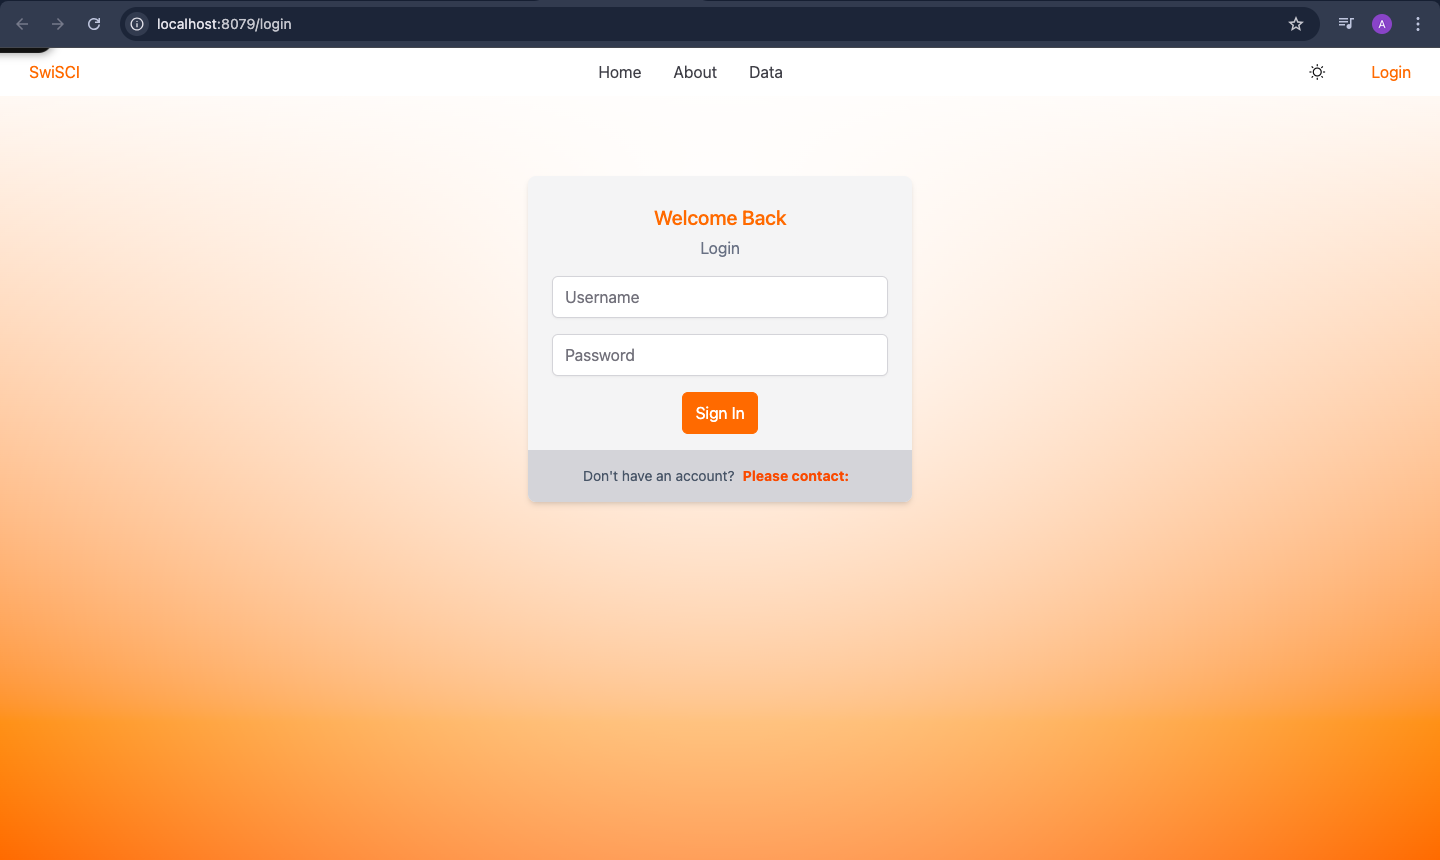 localhost:8079/login
A
SwiSCI
Home About Data
Login
Welcome Back
Login
Username
Password
Sign In
Don't have an account? Please contact: